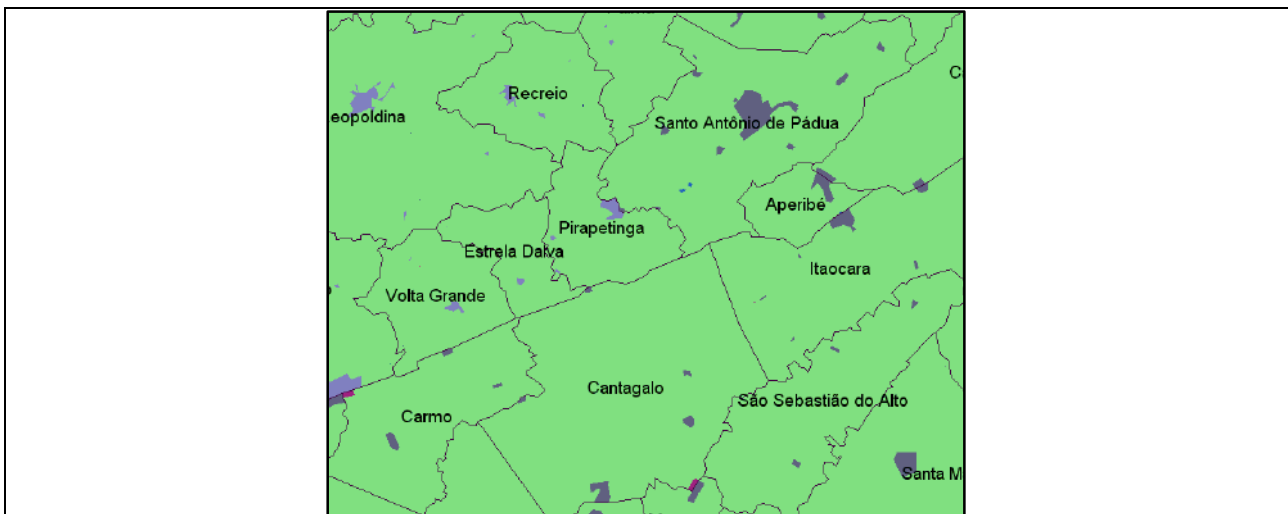 C
Recreio
eopoldina
Santo Antônio de Pádua
Aperibé
Pirapetinga
Estrela Dalva
Itaocara
Volta Grande
Cantagalo
São Sebastião do Alto
Carmo
Santa M